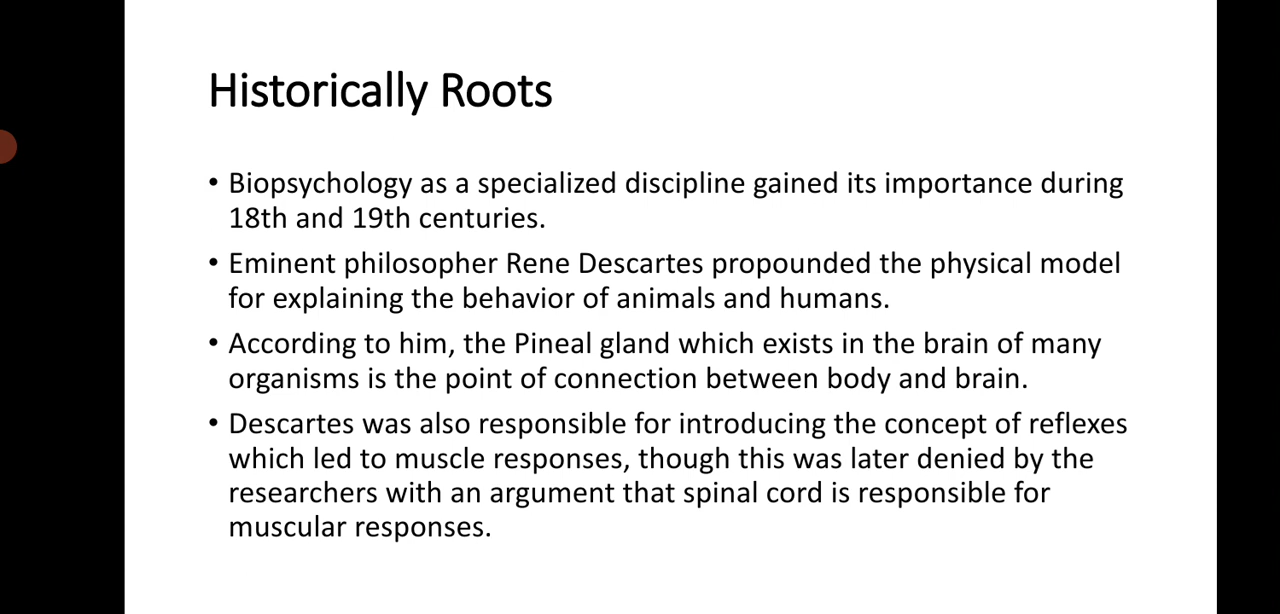 Historically Roots
• Biopsychology as a specialized discipline gained its importance during
18th and 19th centuries.
• Eminent philosopher Rene Descartes propounded the physical model
for explaining the behavior of animals and humans.
• According to him, the Pineal gland which exists in the brain of many
organisms is the point of connection between body and brain.
• Descartes was also responsible for introducing the concept of reflexes
which led to muscle responses, though this was later denied by the
researchers with an argument that spinal cord is responsible for
muscular responses.